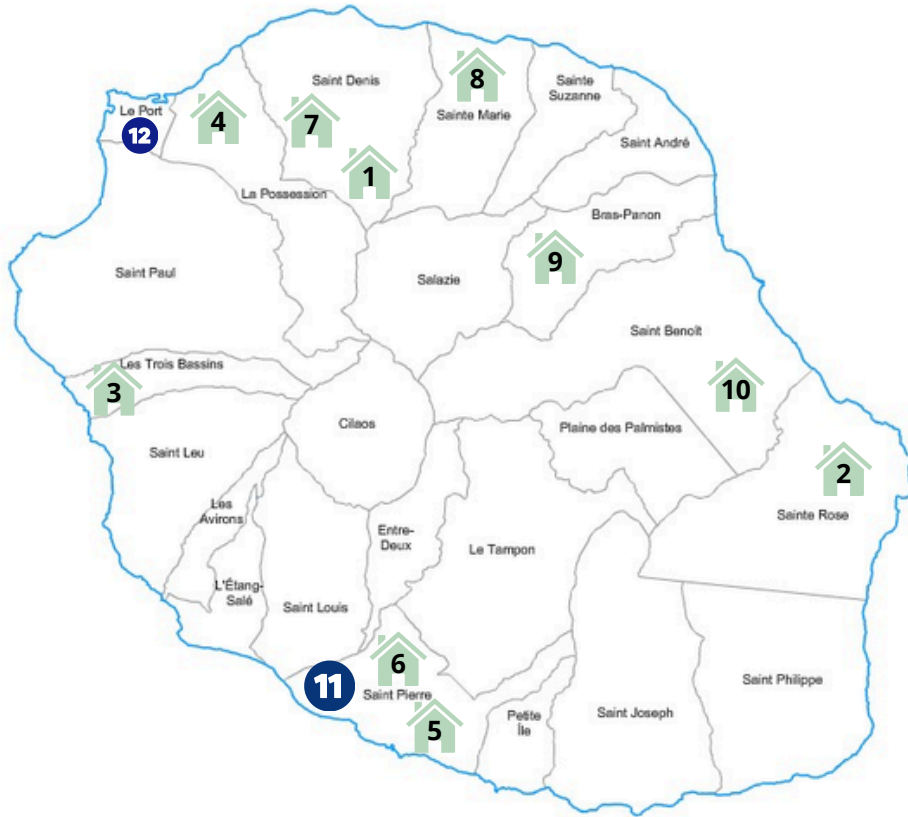 Saint Denis
8
Sainte
Suzanne
Le Port
12
4
7
Sainte Marie
Saint André
1
La Possession
Bras-Panon
9
Saint Paul
Salazie
Saint Benoît
Les Trois Bassins
3
10
Cilaos
Plaine des Palmistes
Saint Leu
2
Les
Avirons
Sainte Rose
Entre-
Deux
Le Tampon
L'Étang-
Salé
Saint Louis
6
11
Saint Pierre
Saint Philippe
5
Petite
Île
Saint Joseph